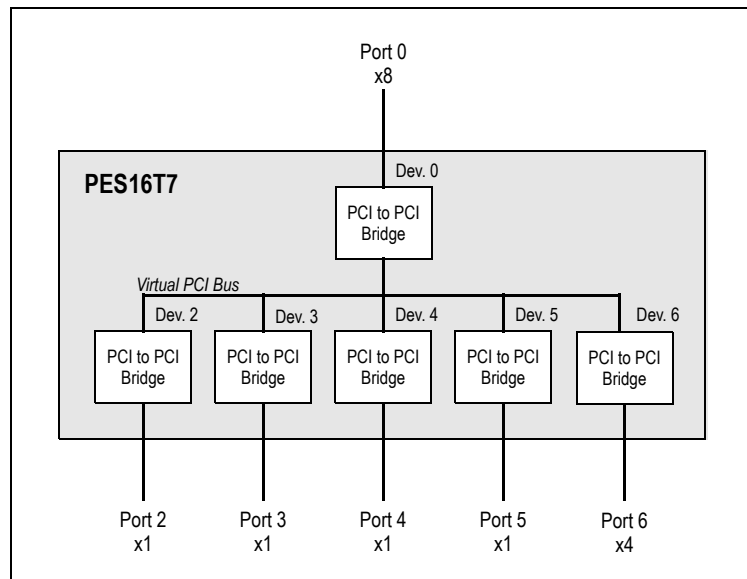 Port 0
x8
PES16T7
Dev. 0
PCI to PCI
Bridge
Virtual PCI Bus
Dev. 2
Dev. 3
Dev. 4
Dev. 5
Dev. 6
PCI to PCI
Bridge
PCI to PCI
Bridge
PCI to PCI
Bridge
PCI to PCI
Bridge
PCI to PCI
Bridge
Port 2
x1
Port 3
x1
Port 4
x1
Port 5
x1
Port 6
x4